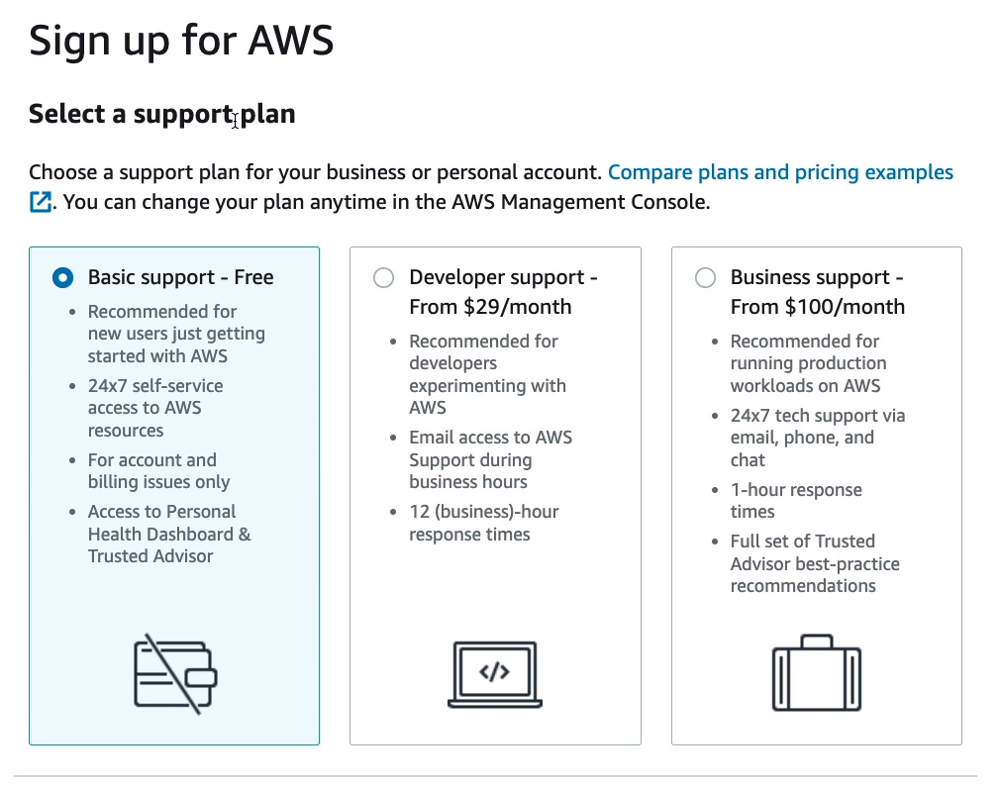 Sign up for AWS
Select a support plan
Choose a support plan for your business or personal account. Compare plans and pricing examples
. You can change your plan anytime in the AWS Management Console.
Basic support - Free
Recommended for
new users just getting
started with AWS
24x7 self-service
access to AWS
resources
For account and
billing issues only
Access to Personal
Health Dashboard &
Trusted Advisor
Developer support -
From $29/month
Recommended for
developers
experimenting with
AWS
Email access to AWS
Support during
business hours
12 (business)-hour
response times
</>
Business support -
From $100/month
Recommended for
running production
workloads on AWS
24x7 tech support via
email, phone, and
chat
1-hour response
times
Full set of Trusted
Advisor best-practice
recommendations